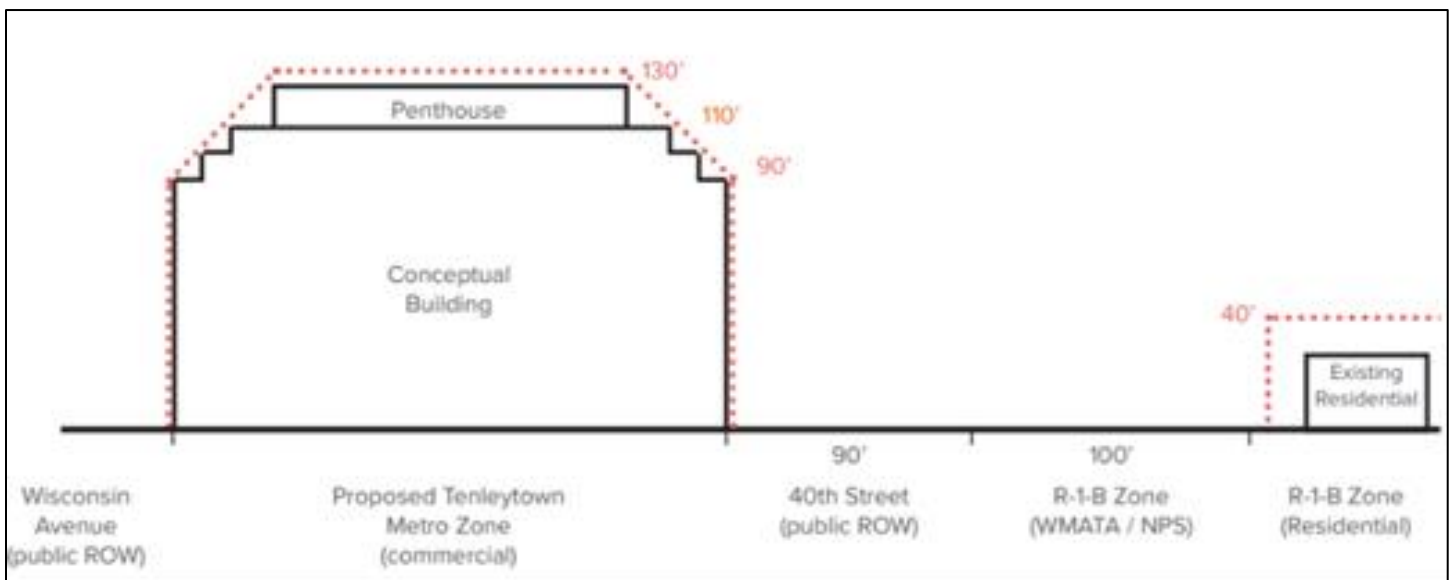 130'
Penthouse
110'
90'
Conceptual
Building
40'
Existing
Residential
90'
100'
Wisconsin
Avenue
(public ROW)
Proposed Tenleytown
Metro Zone
(commercial)
40th Street
(public ROW)
R-1-B Zone
(WMATA / NPS)
R-1-B Zone
(Residential)